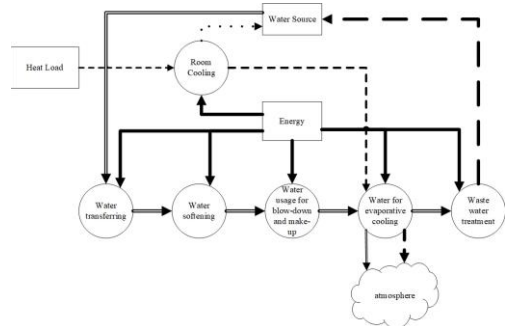 Water Source
Heat Load
Room
Cooling
Energy
Water
transferring
Water
softening
Water
usage for
blow-down
and make-
up
Water for
evaporative
cooling
Waste
water
treatment
atmosphere